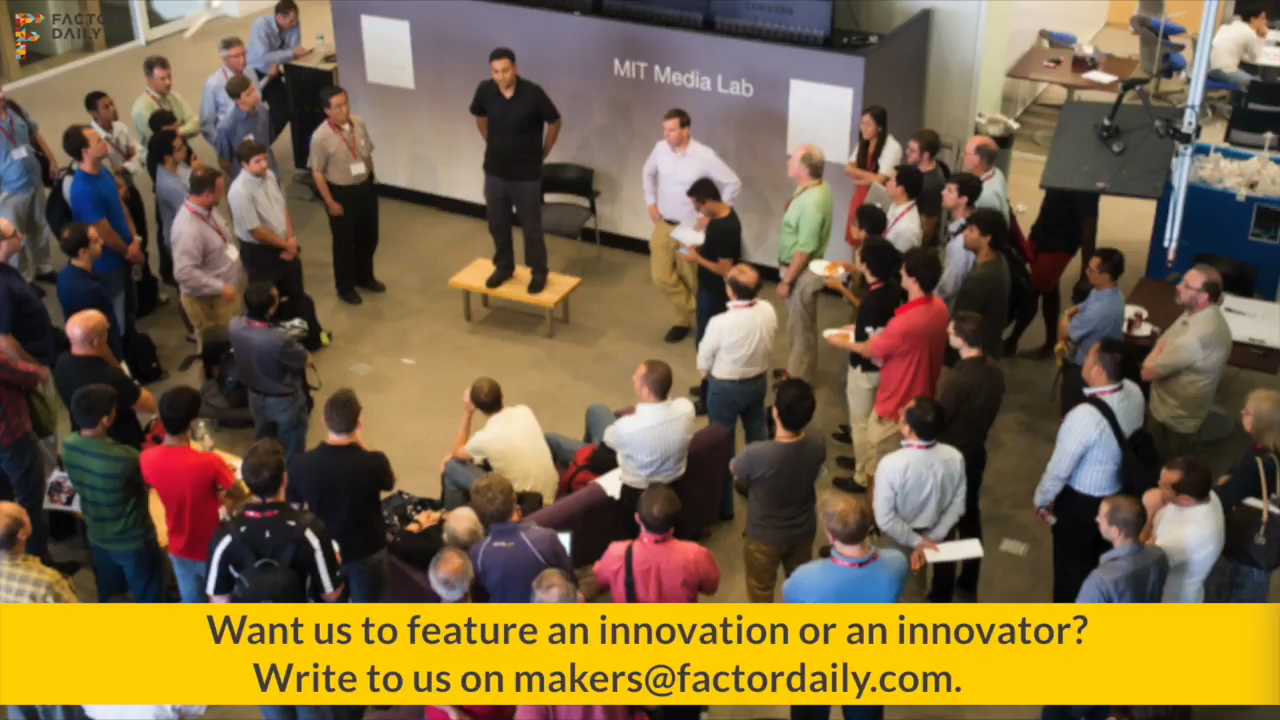 FACTOR
DAILY
SAMSUNG
MIT Media Lab
Want us to feature an innovation or an innovator?
Write to us on makers@factordaily.com.